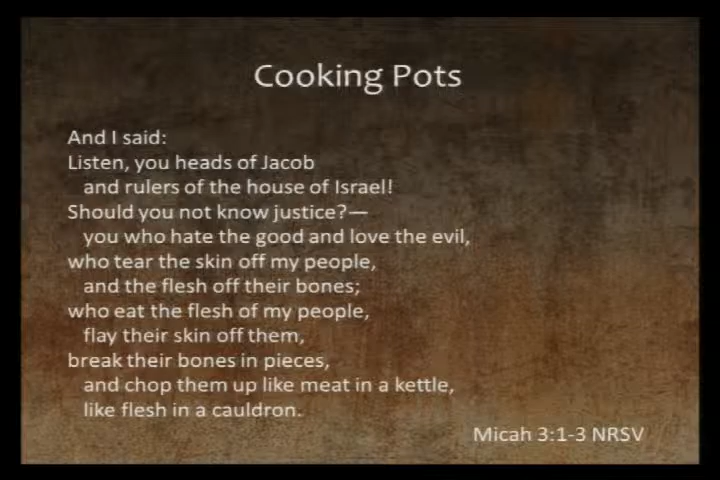 Cooking Pots
And I said:
Listen, you heads of Jacob
and rulers of the house of Israel!
Should you not know justice?—
you who hate the good and love the evil,
who tear the skin off my people,
and the flesh off their bones;
who eat the flesh of my people,
flay their skin off them,
break their bones in pieces,
and chop them up like meat in a kettle,
like flesh in a cauldron.
Micah 3:1-3 NRSV